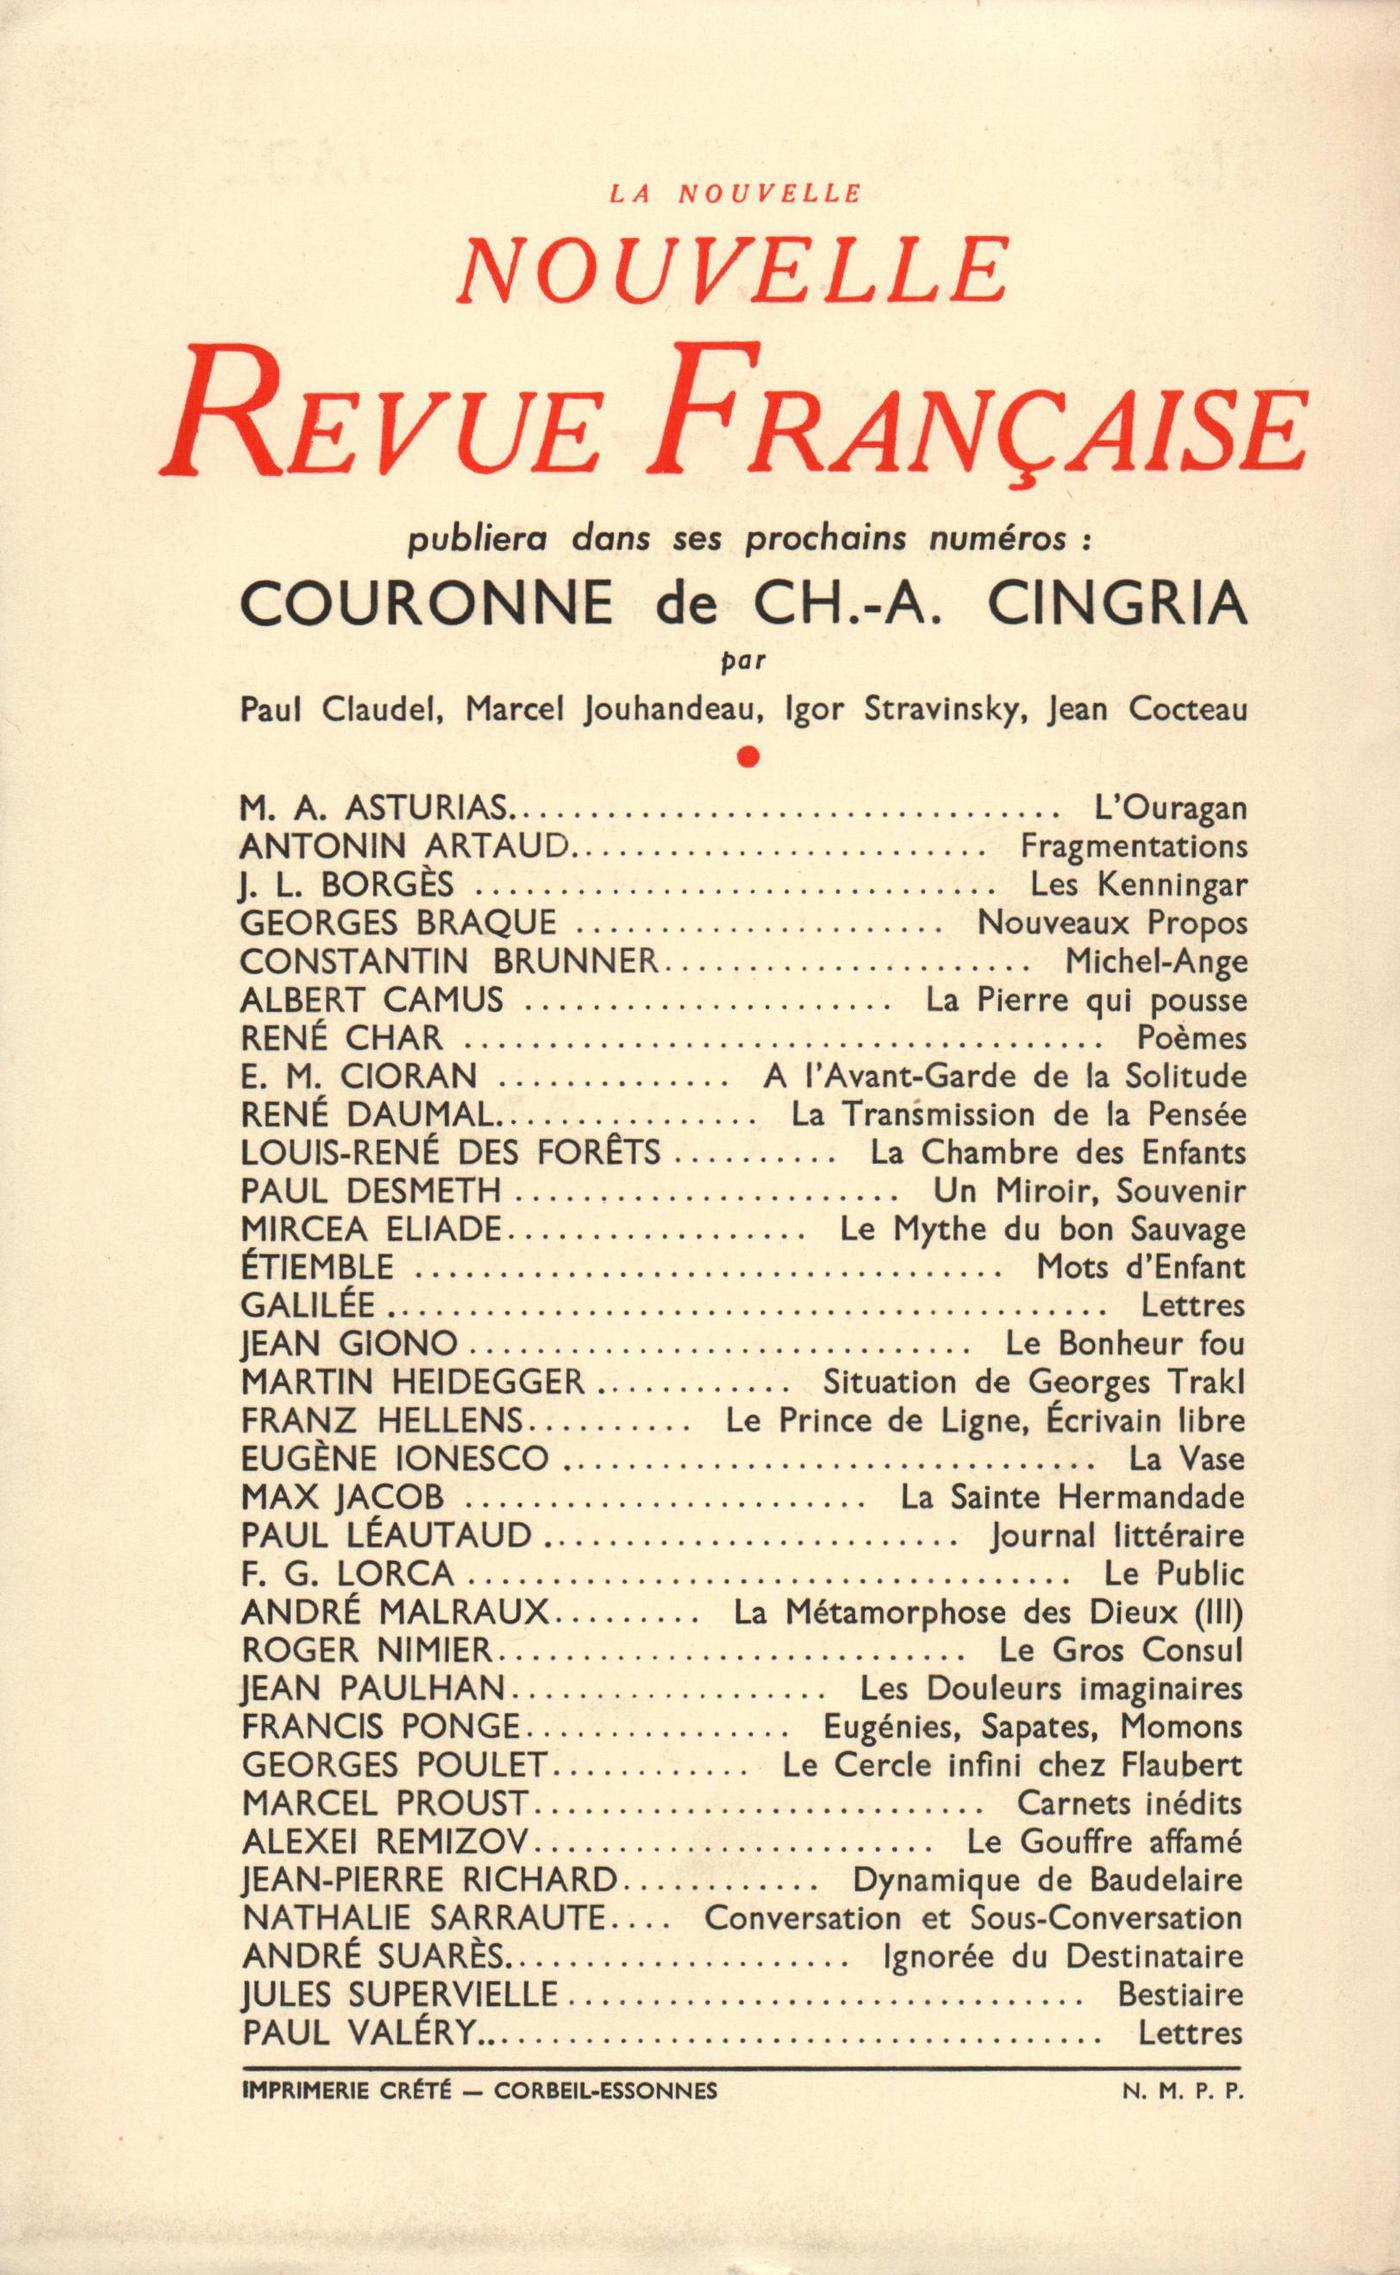 LA NOUVELLE
NOUVELLE
REVUE FRANÇAISE
publiera dans ses prochains numéros :
COURONNE de CH.-A. CINGRIA
par
Paul Claudel, Marcel Jouhandeau, Igor Stravinsky, Jean Cocteau
M. A. ASTURIAS.................................. L'Ouragan
ANTONIN ARTAUD.......................... Fragmentations
J. L. BORGÈS ................................ Les Kenningar
GEORGES BRAQUE ....................... Nouveaux Propos
CONSTANTIN BRUNNER....................... Michel-Ange
ALBERT CAMUS ....................... La Pierre qui pousse
RENÉ CHAR ....................................... Poèmes
E. M. CIORAN .............. A l'Avant-Garde de la Solitude
RENÉ DAUMAL................ La Transmission de la Pensée
LOUIS-RENÉ DES FORÊTS .......... La Chambre des Enfants
PAUL DESMETH ........................ Un Miroir, Souvenir
MIRCEA ELIADE................... Le Mythe du bon Sauvage
ÉTIEMBLE .................................... Mots d'Enfant
GALILÉE ............................................ Lettres
JEAN GIONO ............................... Le Bonheur fou
MARTIN HEIDEGGER ............ Situation de Georges Trakl
FRANZ HELLENS.......... Le Prince de Ligne, Écrivain libre
EUGÈNE IONESCO ................................. La Vase
MAX JACOB ......................... La Sainte Hermandade
PAUL LÉAUTAUD .......................... Journal littéraire
F. G. LORCA ..................................... Le Public
ANDRÉ MALRAUX......... La Métamorphose des Dieux (III)
ROGER NIMIER............................. Le Gros Consul
JEAN PAULHAN.................... Les Douleurs imaginaires
FRANCIS PONGE................. Eugénies, Sapates, Momons
GEORGES POULET............ Le Cercle infini chez Flaubert
MARCEL PROUST............................ Carnets inédits
ALEXEI REMIZOV......................... Le Gouffre affamé
JEAN-PIERRE RICHARD............ Dynamique de Baudelaire
NATHALIE SARRAUTE.... Conversation et Sous-Conversation
ANDRÉ SUARÈS...................... Ignorée du Destinataire
JULES SUPERVIELLE ................................ Bestiaire
PAUL VALÉRY...................................... Lettres
IMPRIMERIE CRÉTÉ — CORBEIL-ESSONNES N. M. P. P.